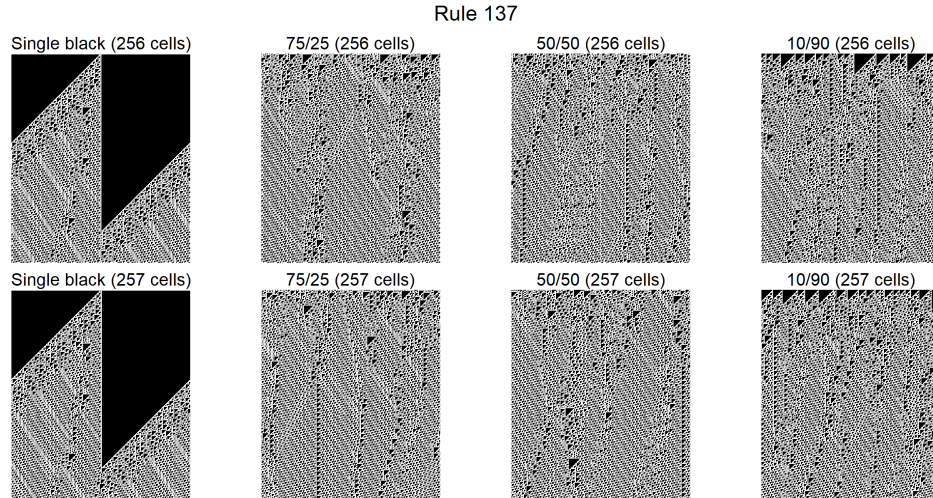 Rule 137
Single black (256 cells)
75/25 (256 cells)
50/50 (256 cells)
10/90 (256 cells)
Single black (257 cells)
75/25 (257 cells)
50/50 (257 cells)
10/90 (257 cells)